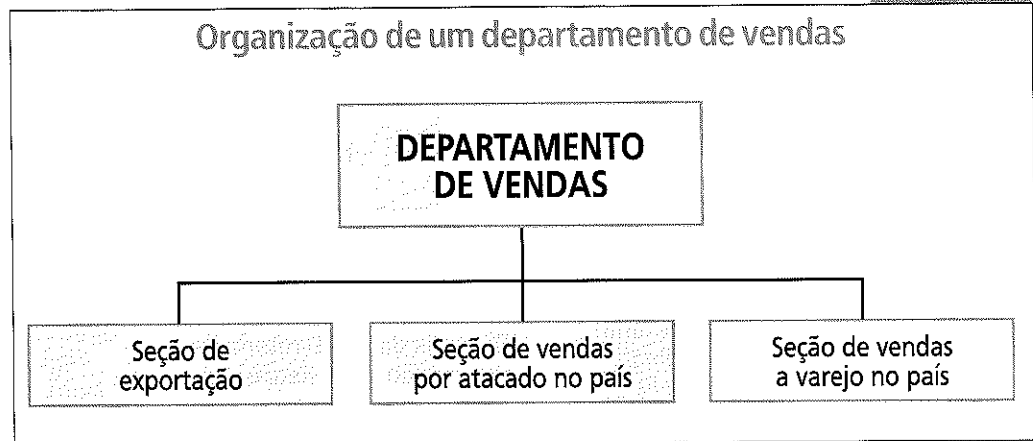 Organização de um departamento de vendas
DEPARTAMENTO
DE VENDAS
Seção de
exportação
Seção de vendas
por atacado no país
Seção de vendas
a varejo no país